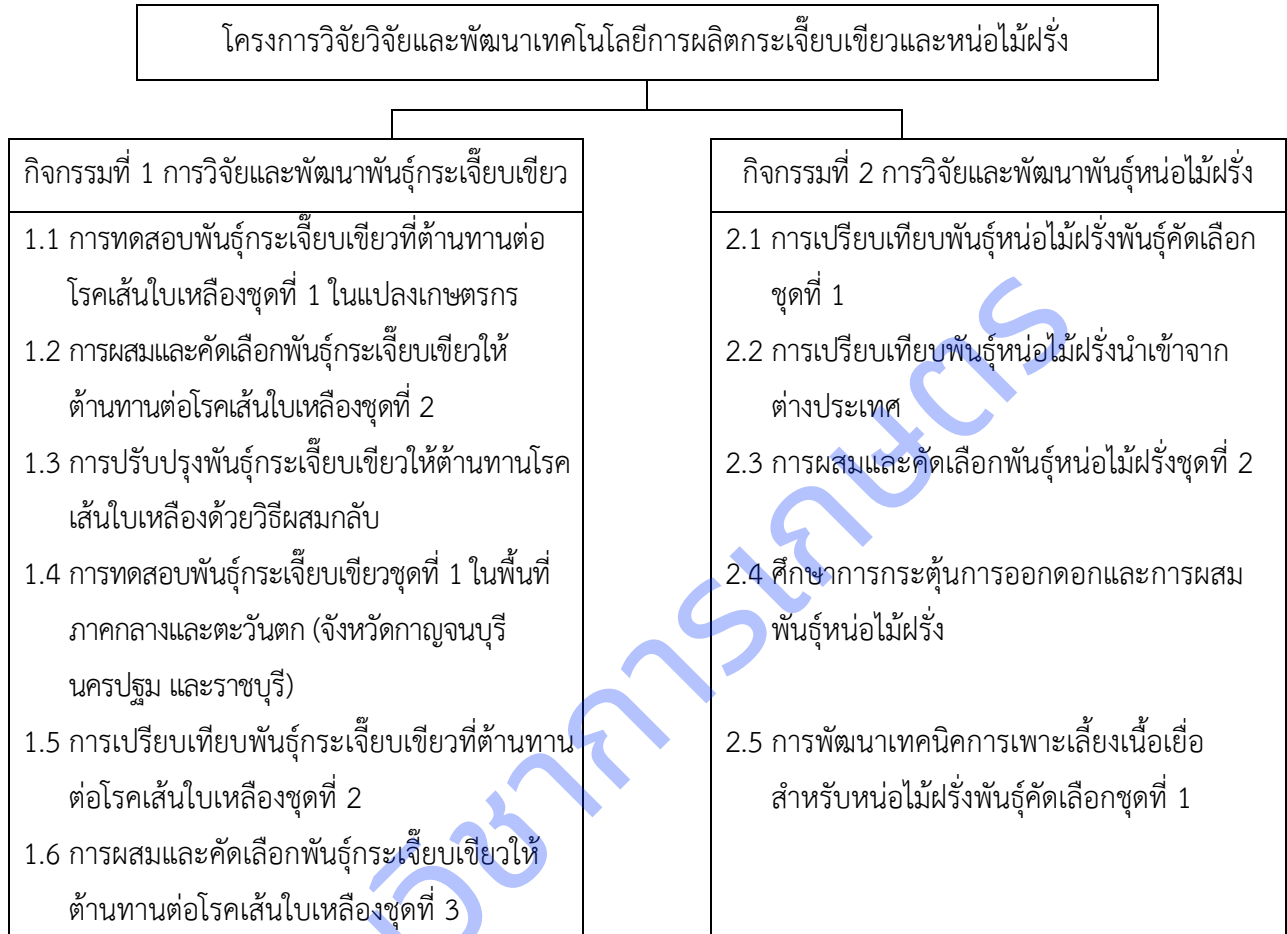 โครงการวิจัยวิจัยและพัฒนาเทคโนโลยีการผลิตกระเจี๊ยบเขียวและหน่อไม้ฝรั่ง
กิจกรรมที่ 1 การวิจัยและพัฒนาพันธุ์กระเจี๊ยบเขียว
1.1 การทดสอบพันธุ์กระเจี๊ยบเขียวที่ต้านทานต่อ
โรคเส้นใบเหลืองชุดที่ 1 ในแปลงเกษตรกร
1.2 การผสมและคัดเลือกพันธุ์กระเจี๊ยบเขียวให้
ต้านทานต่อโรคเส้นใบเหลืองชุดที่ 2
1.3 การปรับปรุงพันธุ์กระเจี๊ยบเขียวให้ต้านทานโรค
เส้นใบเหลืองด้วยวิธีผสมกลับ
1.4 การทดสอบพันธุ์กระเจี๊ยบเขียวชุดที่ 1 ในพื้นที่
ภาคกลางและตะวันตก (จังหวัดกาญจนบุรี
นครปฐม และราชบุรี)
1.5 การเปรียบเทียบพันธุ์กระเจี๊ยบเขียวที่ต้านทาน
ต่อโรคเส้นใบเหลืองชุดที่ 2
1.6 การผสมและคัดเลือกพันธุ์กระเจี๊ยบเขียวให้
ต้านทานต่อโรคเส้นใบเหลืองชุดที่ 3
กิจกรรมที่ 2 การวิจัยและพัฒนาพันธุ์หน่อไม้ฝรั่ง
2.1 การเปรียบเทียบพันธุ์หน่อไม้ฝรั่งพันธุ์คัดเลือก
ชุดที่ 1
2.2 การเปรียบเทียบพันธุ์หน่อไม้ฝรั่งนำเข้าจาก
ต่างประเทศ
2.3 การผสมและคัดเลือกพันธุ์หน่อไม้ฝรั่งชุดที่ 2
2.4 ศึกษาการกระตุ้นการออกดอกและการผสม
พันธุ์หน่อไม้ฝรั่ง
2.5 การพัฒนาเทคนิคการเพาะเลี้ยงเนื้อเยื่อ
สำหรับหน่อไม้ฝรั่งพันธุ์คัดเลือกชุดที่ 1
วิชาการเกษตร